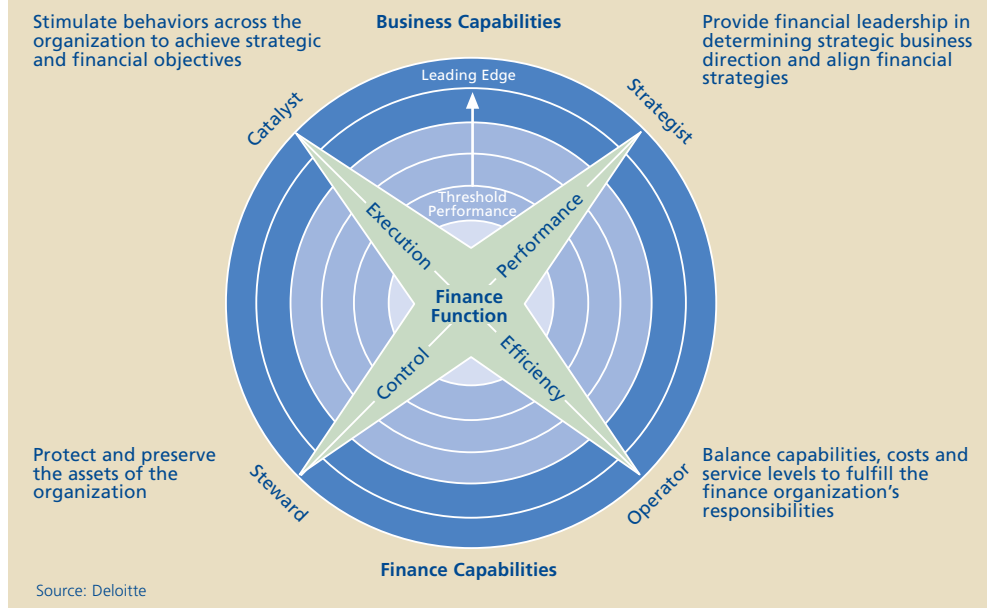 Stimulate behaviors across the
organization to achieve strategic
and financial objectives
Business Capabilities
Provide financial leadership in
determining strategic business
direction and align financial
strategies
Leading Edge
Catalyst
Strategist
Threshold
Performance
Execution
Performance
Finance
Function
Control
Efficiency
Protect and preserve
the assets of the
organization
Steward
Operator
Balance capabilities, costs and
service levels to fulfill the
finance organization’s
responsibilities
Finance Capabilities
Source: Deloitte